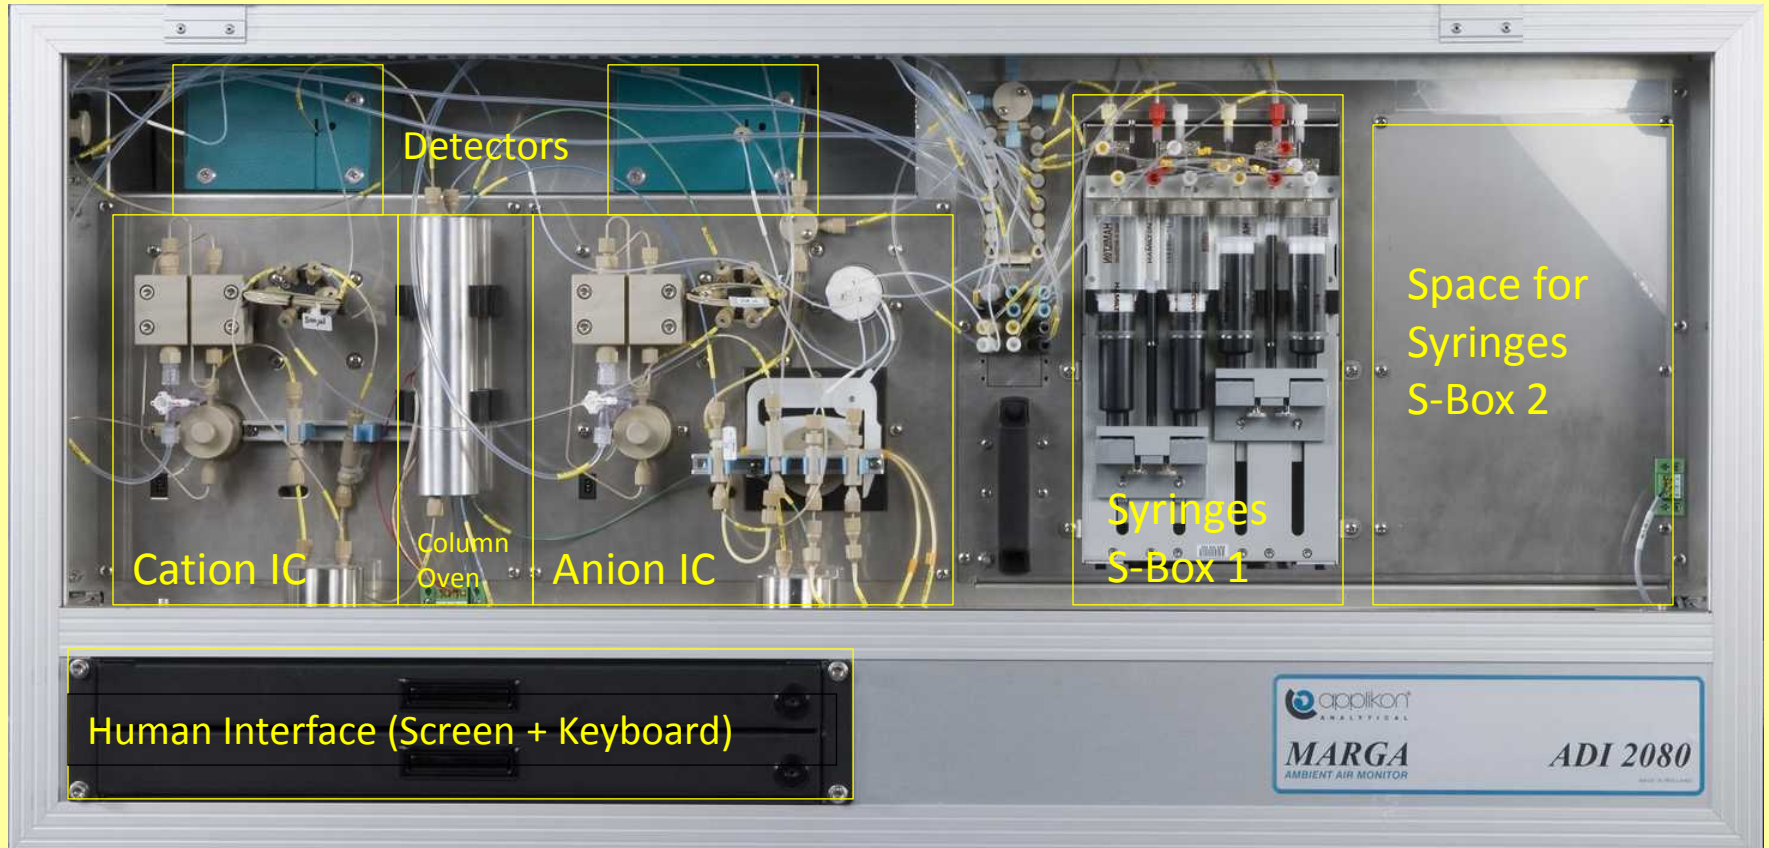 Detectors
Space for
Syringes
S-Box 2
Cation IC
Column
Oven
Anion IC
Syringes
S-Box 1
Human Interface (Screen + Keyboard)
applikon
ANALYTICAL
MARGA
AMBIENT AIR MONITOR
ADI 2080